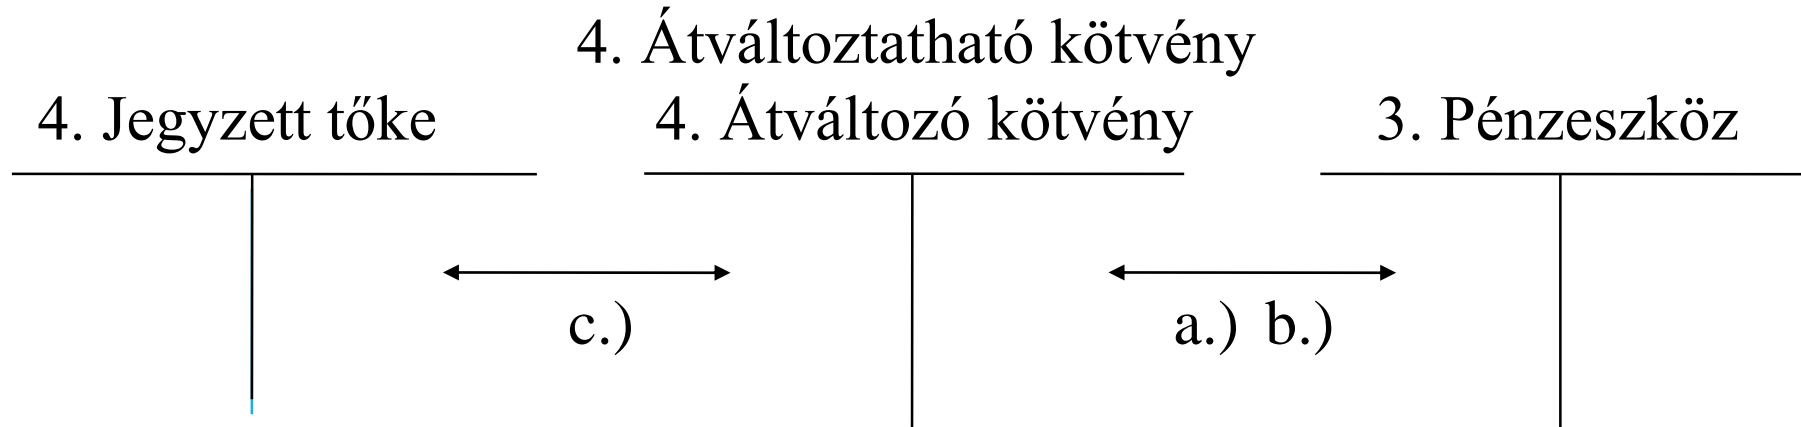 4. Átváltoztatható kötvény
4. Jegyzett tőke 4. Átváltozó kötvény 3. Pénzeszköz
c.) a.) b.)